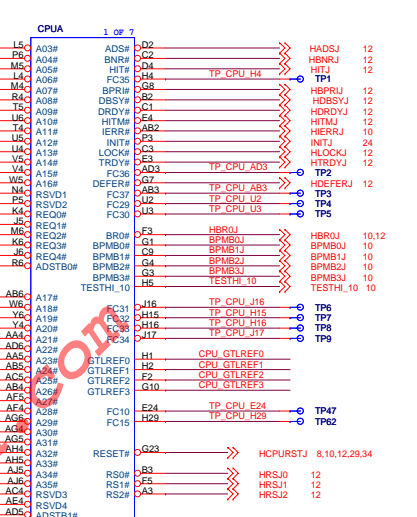 CPUA 1 OF 7
L5 A03# ADS# D2 HADSJ 12
P6 A04# BNR# C2 HBNRJ 12
M5 A05# HIT# D4 HITJ 12
L4 A06# FC35 H4 TP_CPU_H4 TP1
M4 A07# BPRI# G8 HBPRIJ 12
R4 A08# DBSY# B2 HDBSYJ 12
T5 A09# DRDY# C1 HDRDYJ 12
U6 A10# HITM# E4 HITMJ 12
T4 A11# IERR# AB2 HIERRJ 10
U5 A12# INIT# P3 INITJ 24
U4 A13# LOCK# C3 HLOCKJ 12
V5 A14# TRDY# E3 HTRDYJ 12
V4 A15# FC36 AD3 TP_CPU_AD3 TP2
W5 A16# DEFER# G7 HDEFERJ 12
N4 RSVD1 FC37 AB3 TP_CPU_AB3 TP3
P5 RSVD2 FC29 U2 TP_CPU_U2 TP4
K4 REQ0# FC30 U3 TP_CPU_U3 TP5
J5 REQ1#
M6 REQ2# BR0# F3 HBR0J HBR0J 10,12
K6 REQ3# BPMB0# G1 BPMB0J BPMB0J 10
J6 REQ4# BPMB1# C9 BPMB1J BPMB1J 10
R6 ADSTB0# BPMB2# G4 BPMB2J BPMB2J 10
BPMB3# G3 BPMB3J BPMB3J 10
TESTHI_10 H5 TESTHI_10 TESTHI_10 10
AB6 A17#
W6 A18# FC31 J16 TP_CPU_J16 TP6
Y6 A19# FC32 H15 TP_CPU_H15 TP7
Y4 A20# FC33 H16 TP_CPU_H16 TP8
AA4 A21# FC34 J17 TP_CPU_J17 TP9
AD6 A22#
AA5 A23# GTLREF0 H1 CPU_GTLREF0
AB5 A24# GTLREF1 H2 CPU_GTLREF1
AC5 A25# GTLREF2 F2 CPU_GTLREF2
AB4 A26# GTLREF3 G10 CPU_GTLREF3
AF5 A27#
AF4 A28# FC10 E24 TP_CPU_E24 TP47
AG6 A29# FC15 H29 TP_CPU_H29 TP62
AG4 A30#
AG5 A31#
AH4 A32# RESET# G23 HCPURSTJ 8,10,12,29,34
AH5 A33#
AJ5 A34# RS0# B3 HRSJ0 12
AJ6 A35# RS1# F5 HRSJ1 12
AC4 RSVD3 RS2# A3 HRSJ2 12
AE4 RSVD4
AD5 ADSTB1#
.com